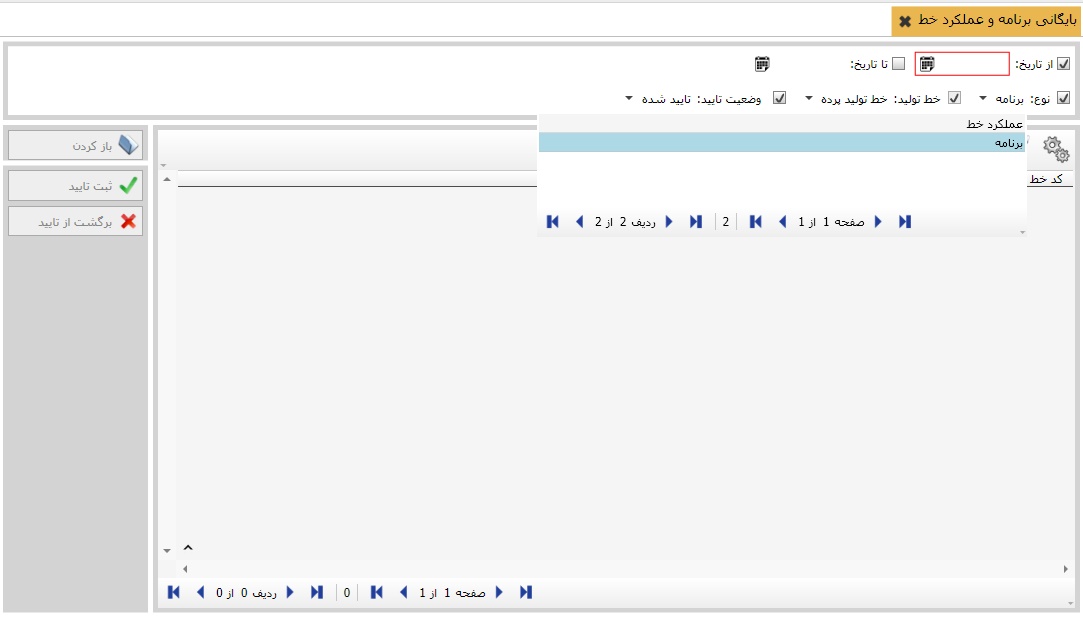 بایگانی برنامه و عملکرد خط
از تاریخ: تا تاریخ:
نوع: برنامه خط تولید: خط تولید پرده وضعیت تایید: تایید شده
عملکرد خط
برنامه
صفحه 1 از 1 2 ردیف 2 از 2
کد خط
باز کردن
ثبت تایید
برگشت از تایید
صفحه 1 از 1 0 ردیف 0 از 0